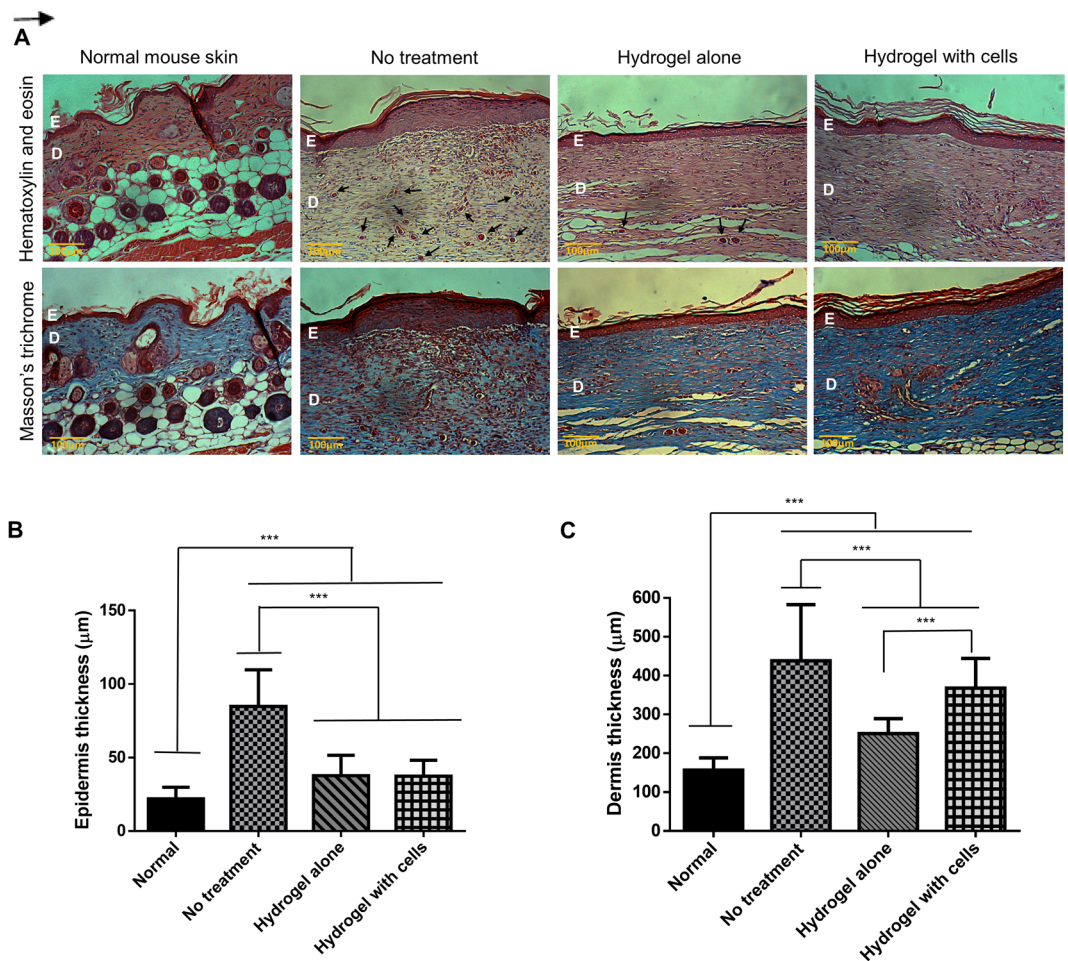 A
Normal mouse skin
No treatment
Hydrogel alone
Hydrogel with cells
Hematoxylin and eosin
E
D
100μm
E
D
100μm
E
D
100μm
E
D
100μm
Masson's trichrome
E
D
100μm
E
D
100μm
E
D
100μm
E
D
100μm
B
***
***
Epidermis thickness (μm)
150
100
50
0
Normal
No treatment
Hydrogel alone
Hydrogel with cells
C
***
***
***
Dermis thickness (μm)
600
500
400
300
200
100
0
Normal
No treatment
Hydrogel alone
Hydrogel with cells